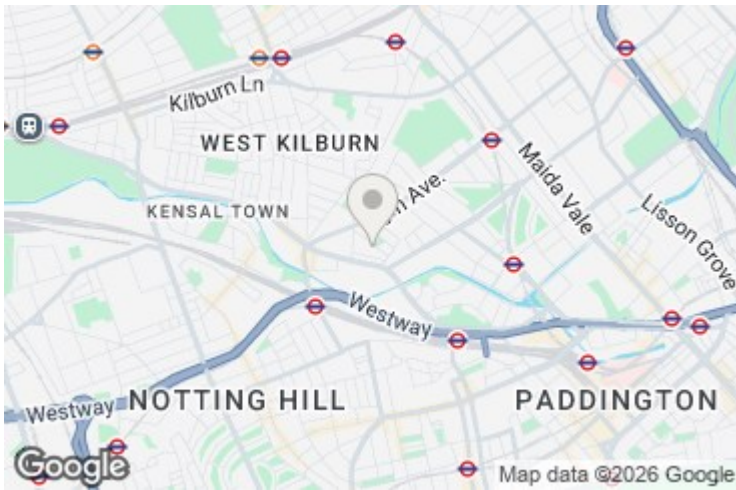 Kilburn Ln
WEST KILBURN
Maida Vale
Ave.
KENSAL TOWN
Lisson Grove
Westway
Westway
NOTTING HILL
PADDINGTON
Google
Map data ©2026 Google